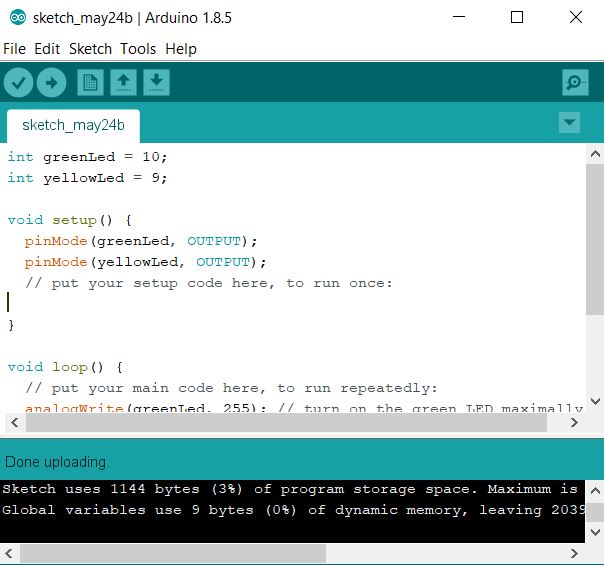 sketch_may24b | Arduino 1.8.5
File Edit Sketch Tools Help
sketch_may24b
int greenLed = 10;
int yellowLed = 9;
void setup() {
pinMode(greenLed, OUTPUT);
pinMode(yellowLed, OUTPUT);
// put your setup code here, to run once:
}
void loop() {
// put your main code here, to run repeatedly:
analogWrite(greenLed, 255); // turn on the green LED maximally
Done uploading.
Sketch uses 1144 bytes (3%) of program storage space. Maximum is
Global variables use 9 bytes (0%) of dynamic memory, leaving 2039